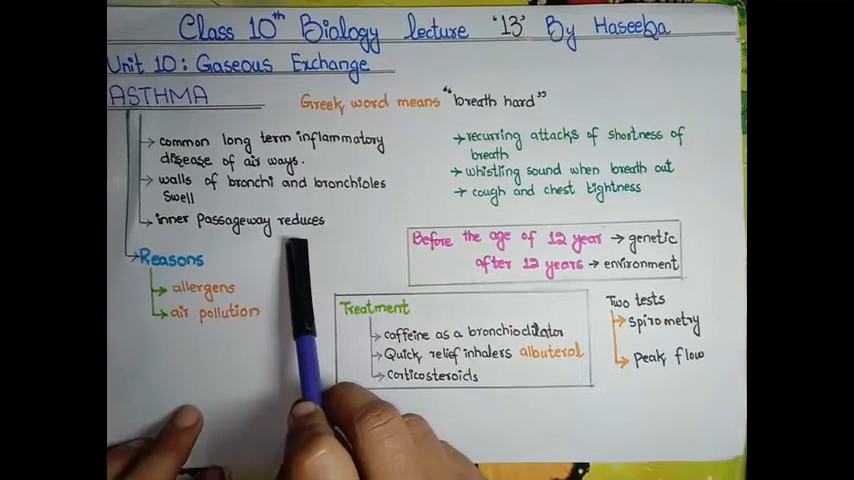 Class 10th Biology lecture '13' By Haseeba
Unit 10: Gaseous Exchange
ASTHMA
Greek word means "breath hard"
common long term inflammatory
disease of air ways.
walls of bronchi and bronchioles
swell
inner passageway reduces
recurring attacks of shortness of
breath
whistling sound when breath out
cough and chest tightness
Before the age of 12 year → genetic
after 12 years → environment
Reasons
allergens
air pollution
Treatment
caffeine as a bronchiodilator
Quick relief inhalers albuterol
Corticosteroids
Two tests
spirometry
peak flow